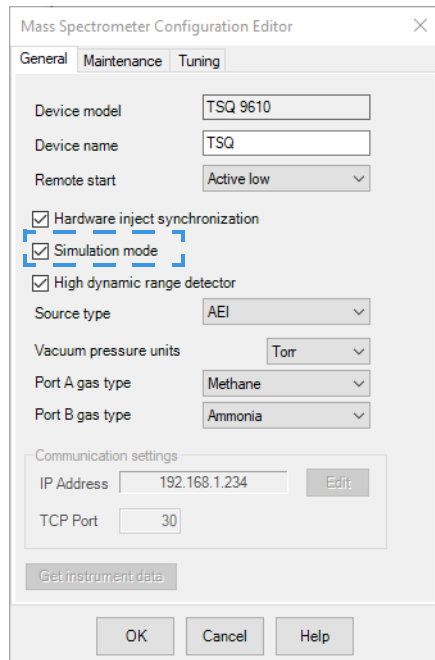 Mass Spectrometer Configuration Editor
General Maintenance Tuning
Device model TSQ 9610
Device name TSQ
Remote start Active low
Hardware inject synchronization
Simulation mode
High dynamic range detector
Source type AEI
Vacuum pressure units Torr
Port A gas type Methane
Port B gas type Ammonia
Communication settings
IP Address 192.168.1.234 Edit
TCP Port 30
Get instrument data
OK Cancel Help